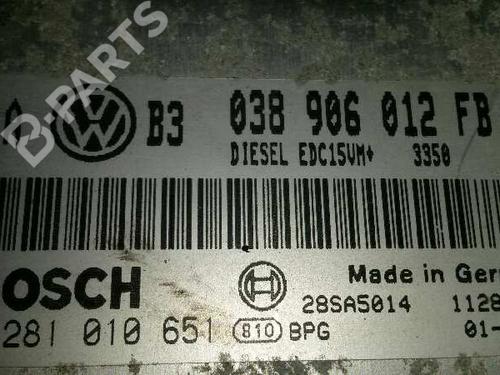 B-PARTS
A VW B3 038 906 012 FB
DIESEL EDC15VM+ 3350
BOSCH Made in Ger
281 010 651 810 BPG 28SA5014 1128
01-